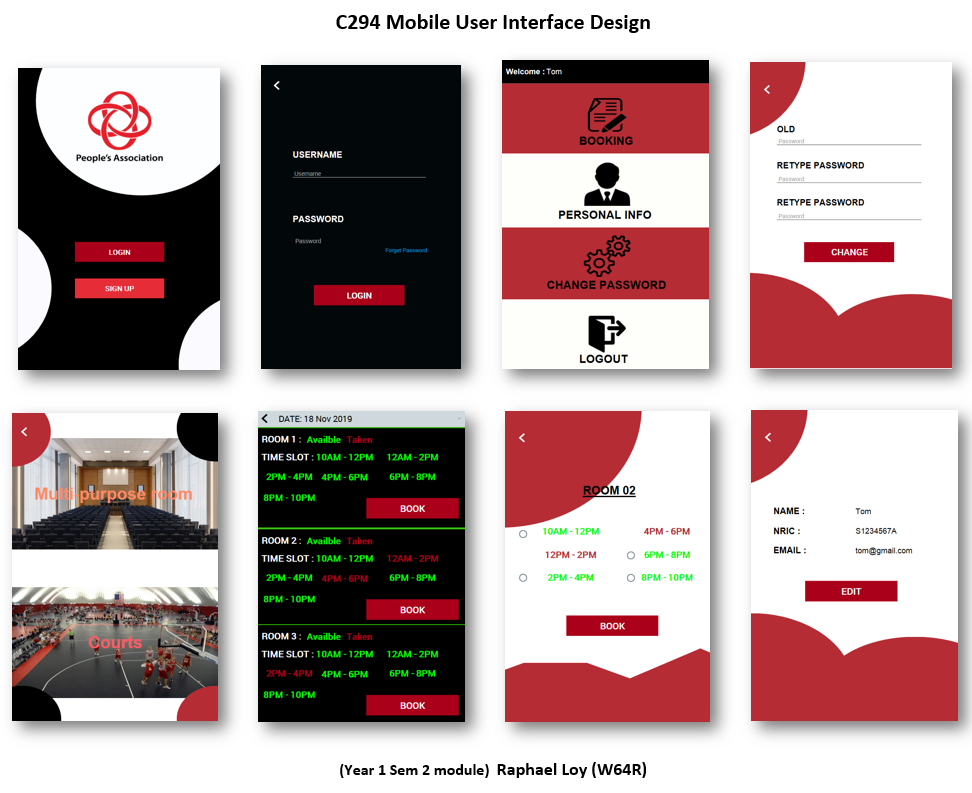 C294 Mobile User Interface Design
People's Association
LOGIN
SIGN UP
USERNAME
Username
PASSWORD
Password
Forget Password
LOGIN
Welcome : Tom
BOOKING
PERSONAL INFO
CHANGE PASSWORD
LOGOUT
OLD
Password
RETYPE PASSWORD
Password
RETYPE PASSWORD
Password
CHANGE
Multi purpose room
Courts
DATE: 18 Nov 2019
ROOM 1 : Availble Taken
TIME SLOT : 10AM - 12PM 12AM - 2PM
2PM - 4PM 4PM - 6PM 6PM - 8PM
8PM - 10PM
BOOK
ROOM 2 : Availble Taken
TIME SLOT : 10AM - 12PM 12AM - 2PM
2PM - 4PM 4PM - 6PM 6PM - 8PM
8PM - 10PM
BOOK
ROOM 3 : Availble Taken
TIME SLOT : 10AM - 12PM 12AM - 2PM
2PM - 4PM 4PM - 6PM 6PM - 8PM
8PM - 10PM
BOOK
ROOM 02
10AM - 12PM 4PM - 6PM
12PM - 2PM 6PM - 8PM
2PM - 4PM 8PM - 10PM
BOOK
NAME : Tom
NRIC : S1234567A
EMAIL : tom@gmail.com
EDIT
(Year 1 Sem 2 module) Raphael Loy (W64R)